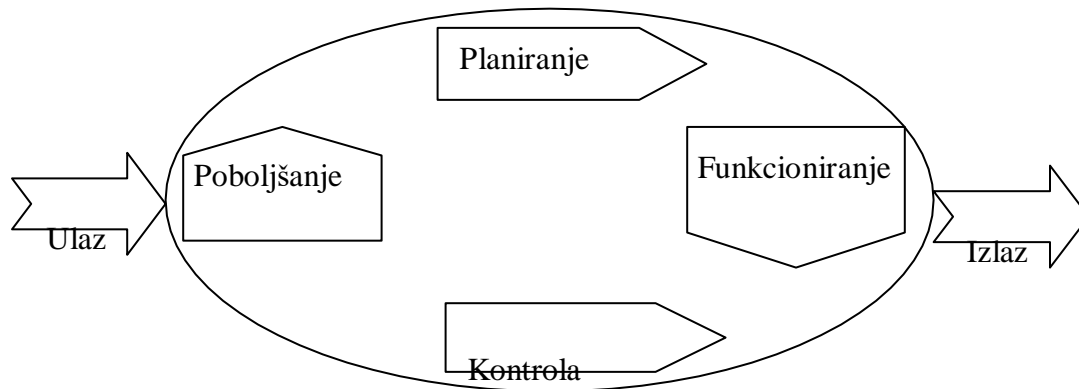 Planiranje
Poboljšanje
Funkcioniranje
Ulaz
Izlaz
Kontrola